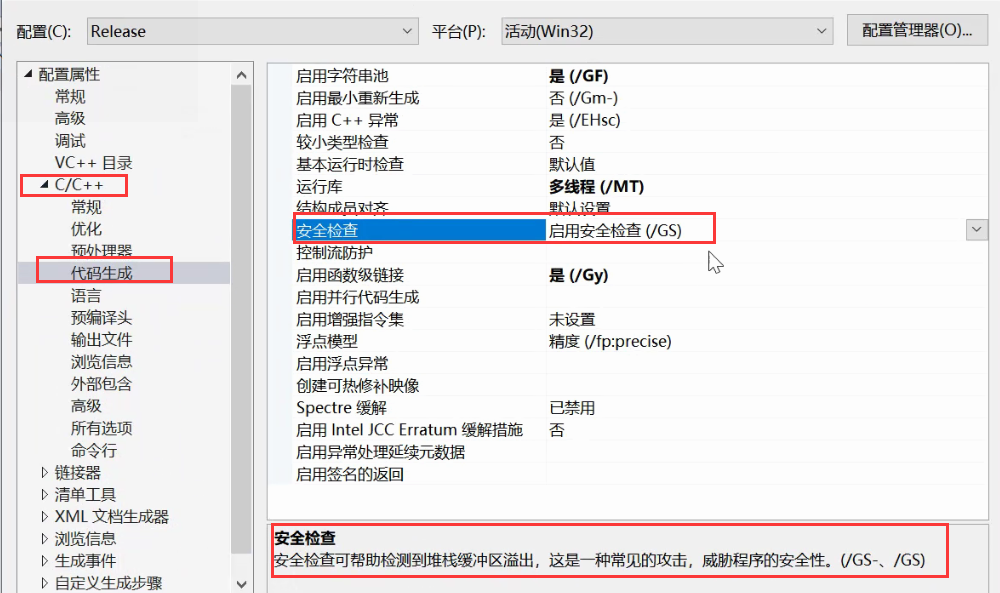 配置(C): Release 平台(P): 活动(Win32) 配置管理器(O)...
配置属性
常规
高级
调试
VC++ 目录
C/C++
常规
优化
预处理器
代码生成
语言
预编译头
输出文件
浏览信息
外部包含
高级
所有选项
命令行
链接器
清单工具
XML 文档生成器
浏览信息
生成事件
自定义生成步骤
启用字符串池 是 (/GF)
启用最小重新生成 否 (/Gm-)
启用 C++ 异常 是 (/EHsc)
较小类型检查 否
基本运行时检查 默认值
运行库 多线程 (/MT)
结构成员对齐 默认设置
安全检查 启用安全检查 (/GS)
控制流防护
启用函数级链接 是 (/Gy)
启用并行代码生成
启用增强指令集 未设置
浮点模型 精度 (/fp:precise)
启用浮点异常
创建可热修补映像
Spectre 缓解 已禁用
启用 Intel JCC Erratum 缓解措施 否
启用异常处理延续元数据
启用签名的返回
安全检查
安全检查可帮助检测到堆栈缓冲区溢出，这是一种常见的攻击，威胁程序的安全性。(/GS-、/GS)